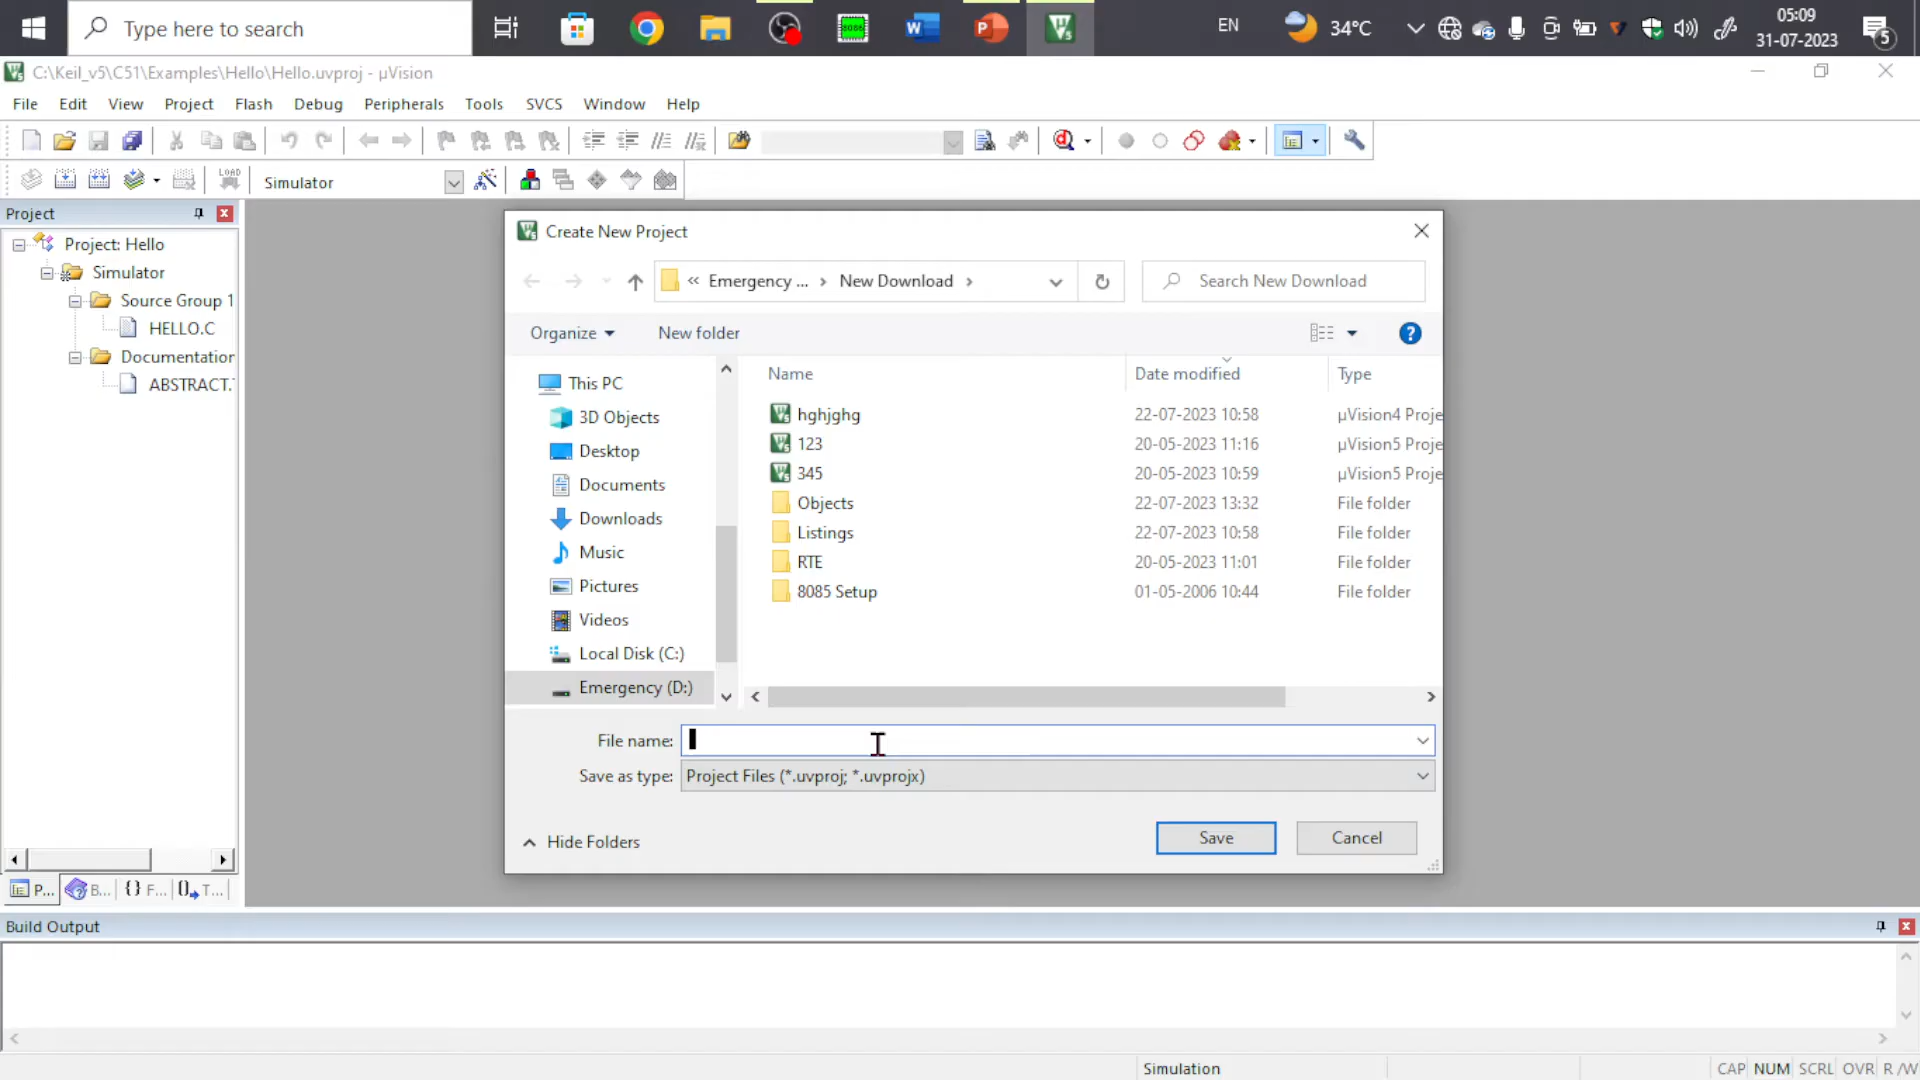 Type here to search
EN
34°C
05:09
31-07-2023
5
C:\Keil_v5\C51\Examples\Hello\Hello.uvproj - µVision
File Edit View Project Flash Debug Peripherals Tools SVCS Window Help
LOAD
Simulator
Project
Project: Hello
Simulator
Source Group 1
HELLO.C
Documentation
ABSTRACT.
P... B... {} F... T...
Create New Project
« Emergency ... › New Download ›
Search New Download
Organize
New folder
This PC
3D Objects
Desktop
Documents
Downloads
Music
Pictures
Videos
Local Disk (C:)
Emergency (D:)
Name Date modified Type
hghjghg 22-07-2023 10:58 µVision4 Proje
123 20-05-2023 11:16 µVision5 Proje
345 20-05-2023 10:59 µVision5 Proje
Objects 22-07-2023 13:32 File folder
Listings 22-07-2023 10:58 File folder
RTE 20-05-2023 11:01 File folder
8085 Setup 01-05-2006 10:44 File folder
File name:
Save as type: Project Files (*.uvproj; *.uvprojx)
Hide Folders
Save
Cancel
Build Output
Simulation
CAP NUM SCRL OVR R/W